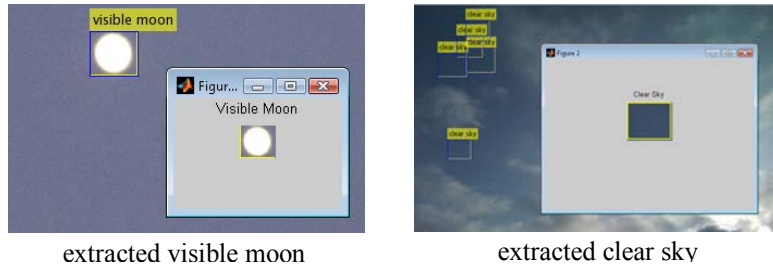 visible moon
Figur...
Visible Moon
extracted visible moon
clear sky
clear sky
clear sky
clear sky
clear sky
Figure 2
Clear Sky
extracted clear sky